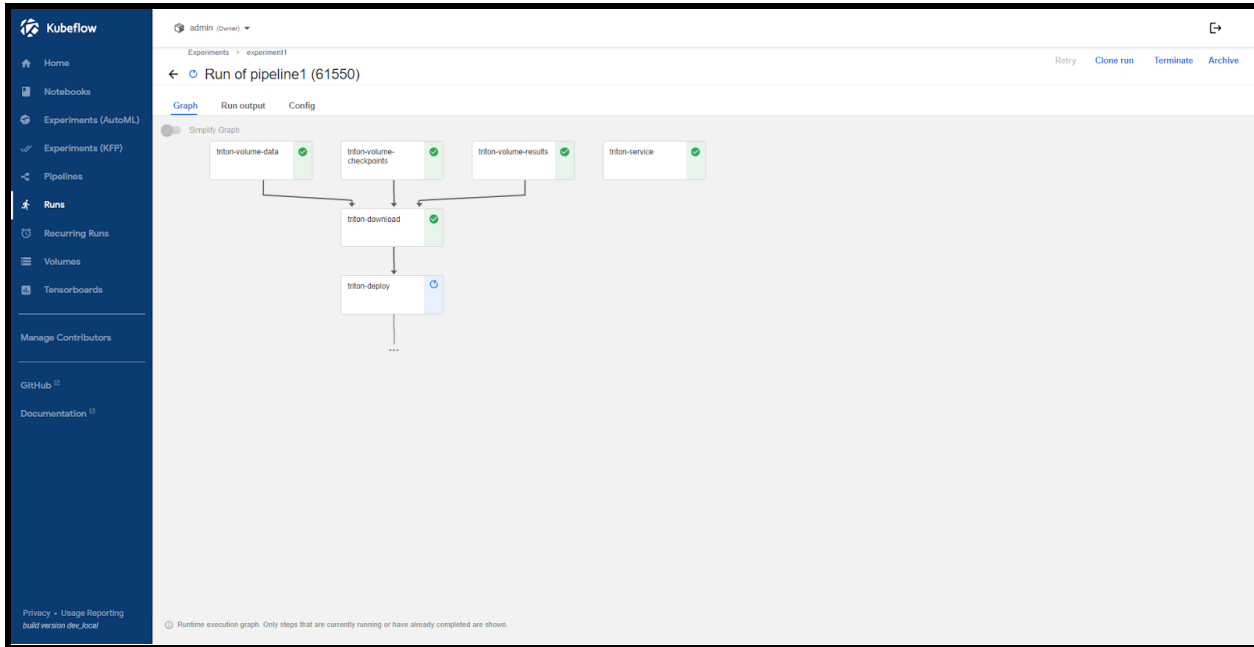 Kubeflow
admin (Owner)
Home
Notebooks
Experiments (AutoML)
Experiments (KFP)
Pipelines
Runs
Recurring Runs
Volumes
Tensorboards
Manage Contributors
GitHub
Documentation
Privacy • Usage Reporting
build version dev_local
Experiments › experiment1
Run of pipeline1 (61550)
Retry Clone run Terminate Archive
Graph Run output Config
Simplify Graph
triton-volume-data
triton-volume-
checkpoints
triton-volume-results
triton-service
triton-download
triton-deploy
...
Runtime execution graph. Only steps that are currently running or have already completed are shown.